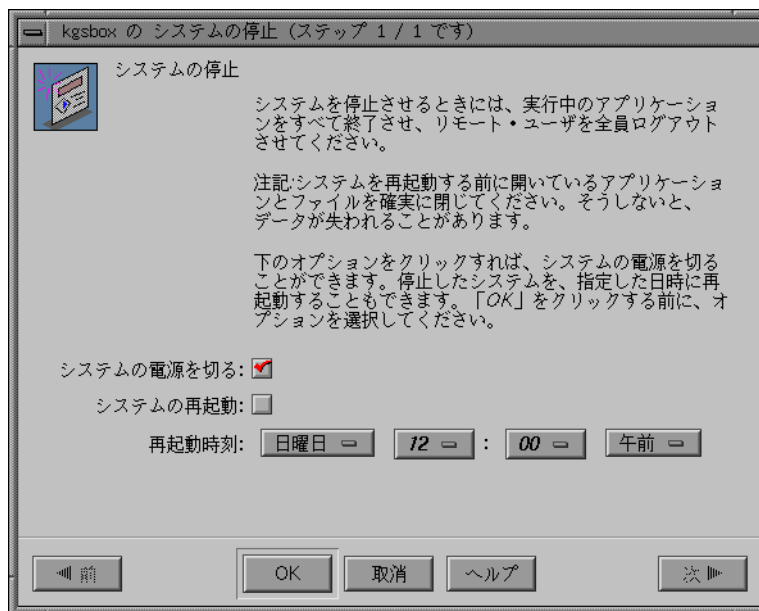 kgsbox の システムの停止 (ステップ 1 / 1 です)
システムの停止
システムを停止させるときには、実行中のアプリケーショ
ンをすべて終了させ、リモート・ユーザを全員ログアウト
させてください。
注記:システムを再起動する前に開いているアプリケーショ
ンとファイルを確実に閉じてください。そうしないと、
データが失われることがあります。
下のオプションをクリックすれば、システムの電源を切る
ことができます。停止したシステムを、指定した日時に再
起動することもできます。「OK」をクリックする前に、オ
プションを選択してください。
システムの電源を切る:
システムの再起動:
再起動時刻: 日曜日 12 : 00 午前
前 OK 取消 ヘルプ 次